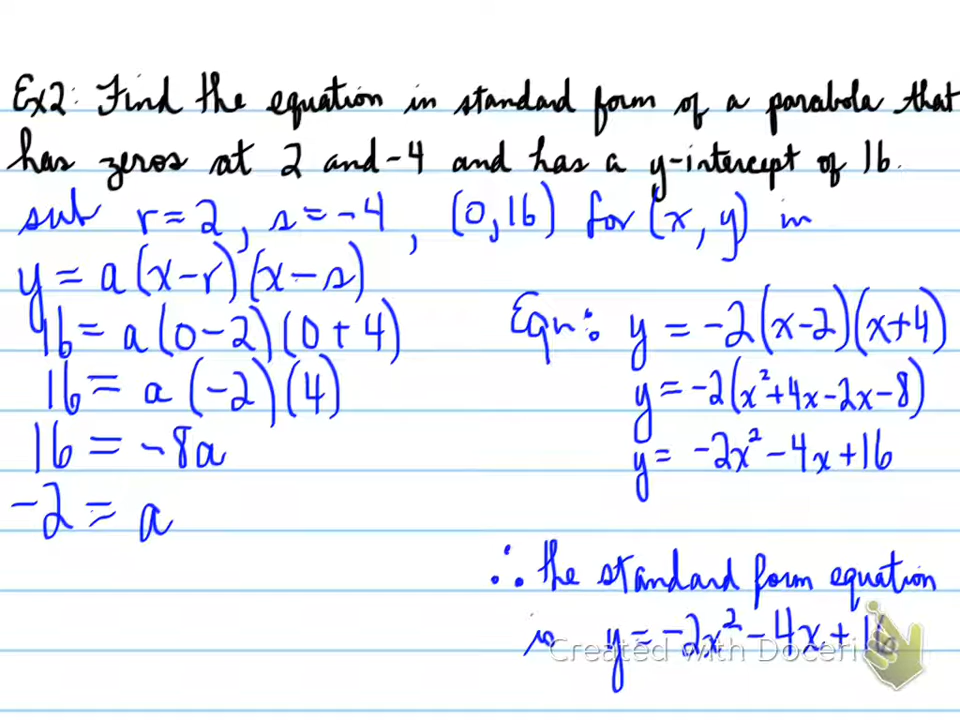 Ex2: Find the equation in standard form of a parabola that
has zeros at 2 and -4 and has a y-intercept of 16.
sub r = 2, s = -4, (0, 16) for (x, y) in
y = a(x-r)(x-s)
16 = a(0-2)(0+4)
16 = a(-2)(4)
16 = -8a
-2 = a
Eqn: y = -2(x-2)(x+4)
y = -2(x²+4x-2x-8)
y = -2x²-4x+16
∴ the standard form equation
is y = -2x²-4x+16
Created with Doceri